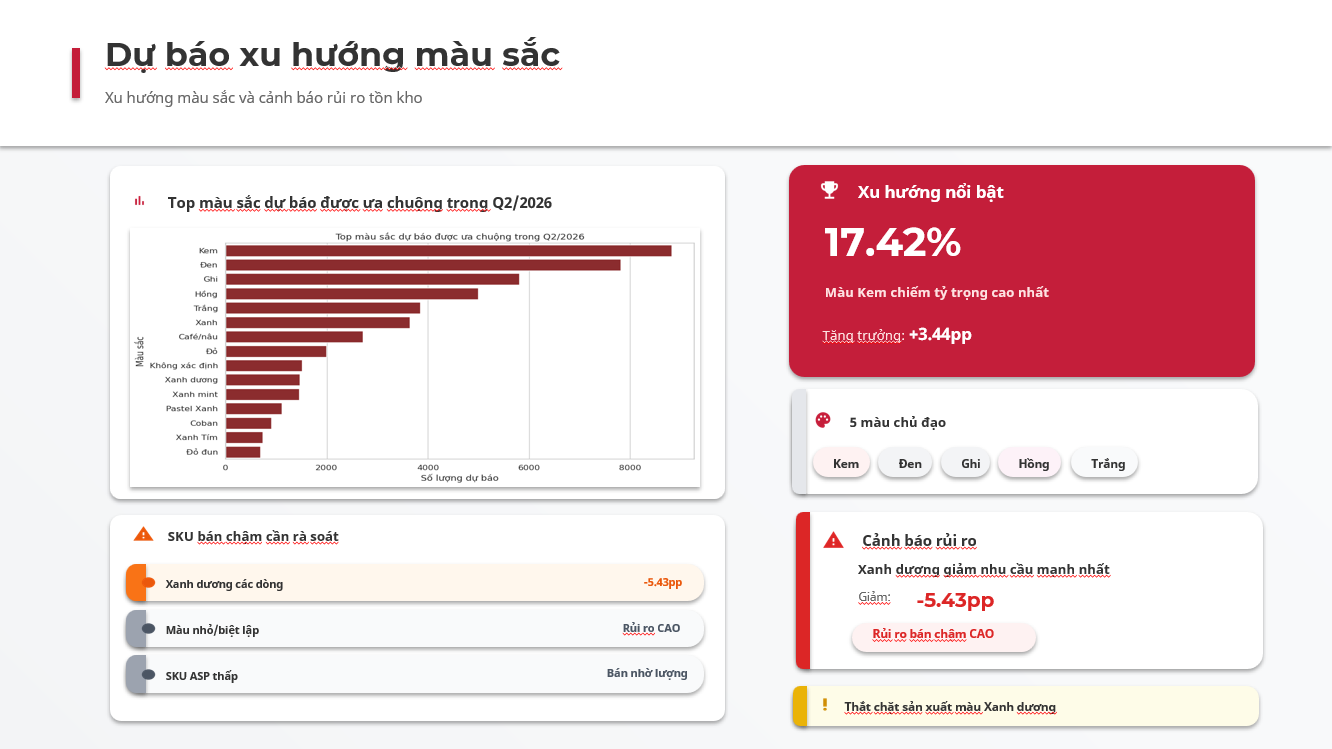 Dự báo xu hướng màu sắc
Xu hướng màu sắc và cảnh báo rủi ro tồn kho
Top màu sắc dự báo được ưa chuộng trong Q2/2026
Top màu sắc dự báo được ưa chuộng trong Q2/2026
Màu sắc
Kem
Đen
Ghi
Hồng
Trắng
Xanh
Café/nâu
Đỏ
Không xác định
Xanh dương
Xanh mint
Pastel Xanh
Coban
Xanh Tím
Đỏ đun
0 2000 4000 6000 8000
Số lượng dự báo
SKU bán chậm cần rà soát
Xanh dương các dòng -5.43pp
Màu nhỏ/biệt lập Rủi ro CAO
SKU ASP thấp Bán nhờ lượng
Xu hướng nổi bật
17.42%
Màu Kem chiếm tỷ trọng cao nhất
Tăng trưởng: +3.44pp
5 màu chủ đạo
Kem Đen Ghi Hồng Trắng
Cảnh báo rủi ro
Xanh dương giảm nhu cầu mạnh nhất
Giảm: -5.43pp
Rủi ro bán chậm CAO
Thắt chặt sản xuất màu Xanh dương